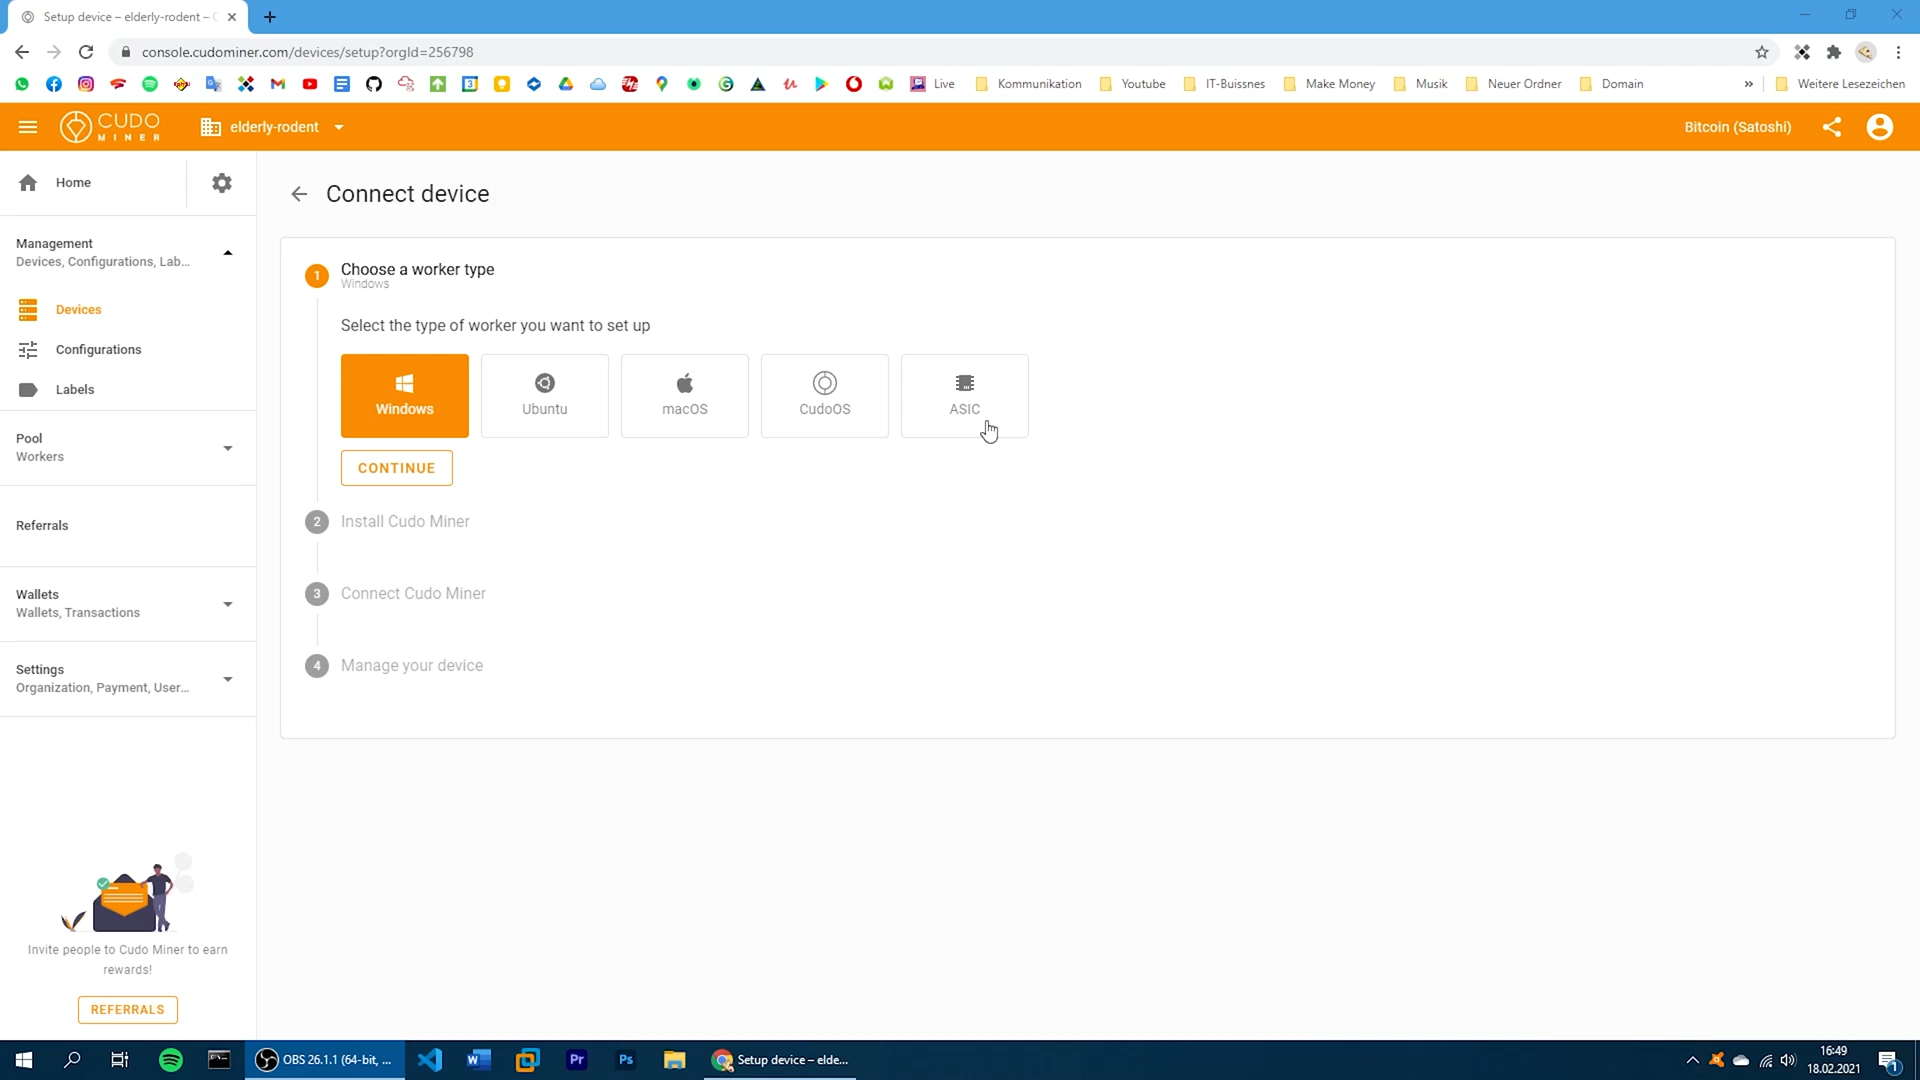 Setup device – elderly-rodent –
console.cudominer.com/devices/setup?orgId=256798
Live
Kommunikation
Youtube
IT-Buissnes
Make Money
Musik
Neuer Ordner
Domain
»
Weitere Lesezeichen
CUDO
MINER
elderly-rodent
Bitcoin (Satoshi)
Home
Connect device
Management
Devices, Configurations, Lab...
Devices
Configurations
Labels
Pool
Workers
Referrals
Wallets
Wallets, Transactions
Settings
Organization, Payment, User...
1 Choose a worker type
Windows
Select the type of worker you want to set up
Windows
Ubuntu
macOS
CudoOS
ASIC
CONTINUE
2 Install Cudo Miner
3 Connect Cudo Miner
4 Manage your device
Invite people to Cudo Miner to earn
rewards!
REFERRALS
OBS 26.1.1 (64-bit, ...
Pr
Ps
Setup device – elde...
16:49
18.02.2021
1